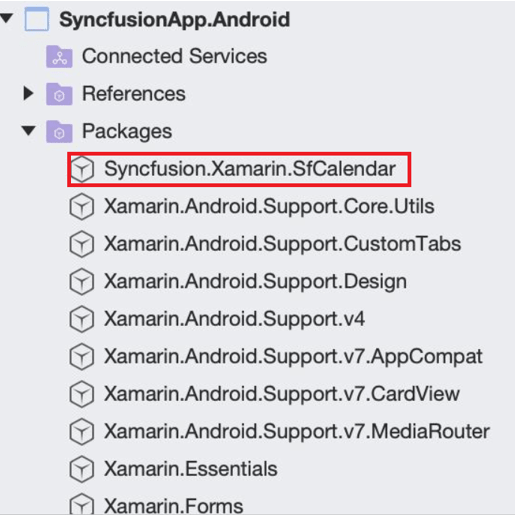 SyncfusionApp.Android
Connected Services
References
Packages
Syncfusion.Xamarin.SfCalendar
Xamarin.Android.Support.Core.Utils
Xamarin.Android.Support.CustomTabs
Xamarin.Android.Support.Design
Xamarin.Android.Support.v4
Xamarin.Android.Support.v7.AppCompat
Xamarin.Android.Support.v7.CardView
Xamarin.Android.Support.v7.MediaRouter
Xamarin.Essentials
Xamarin.Forms